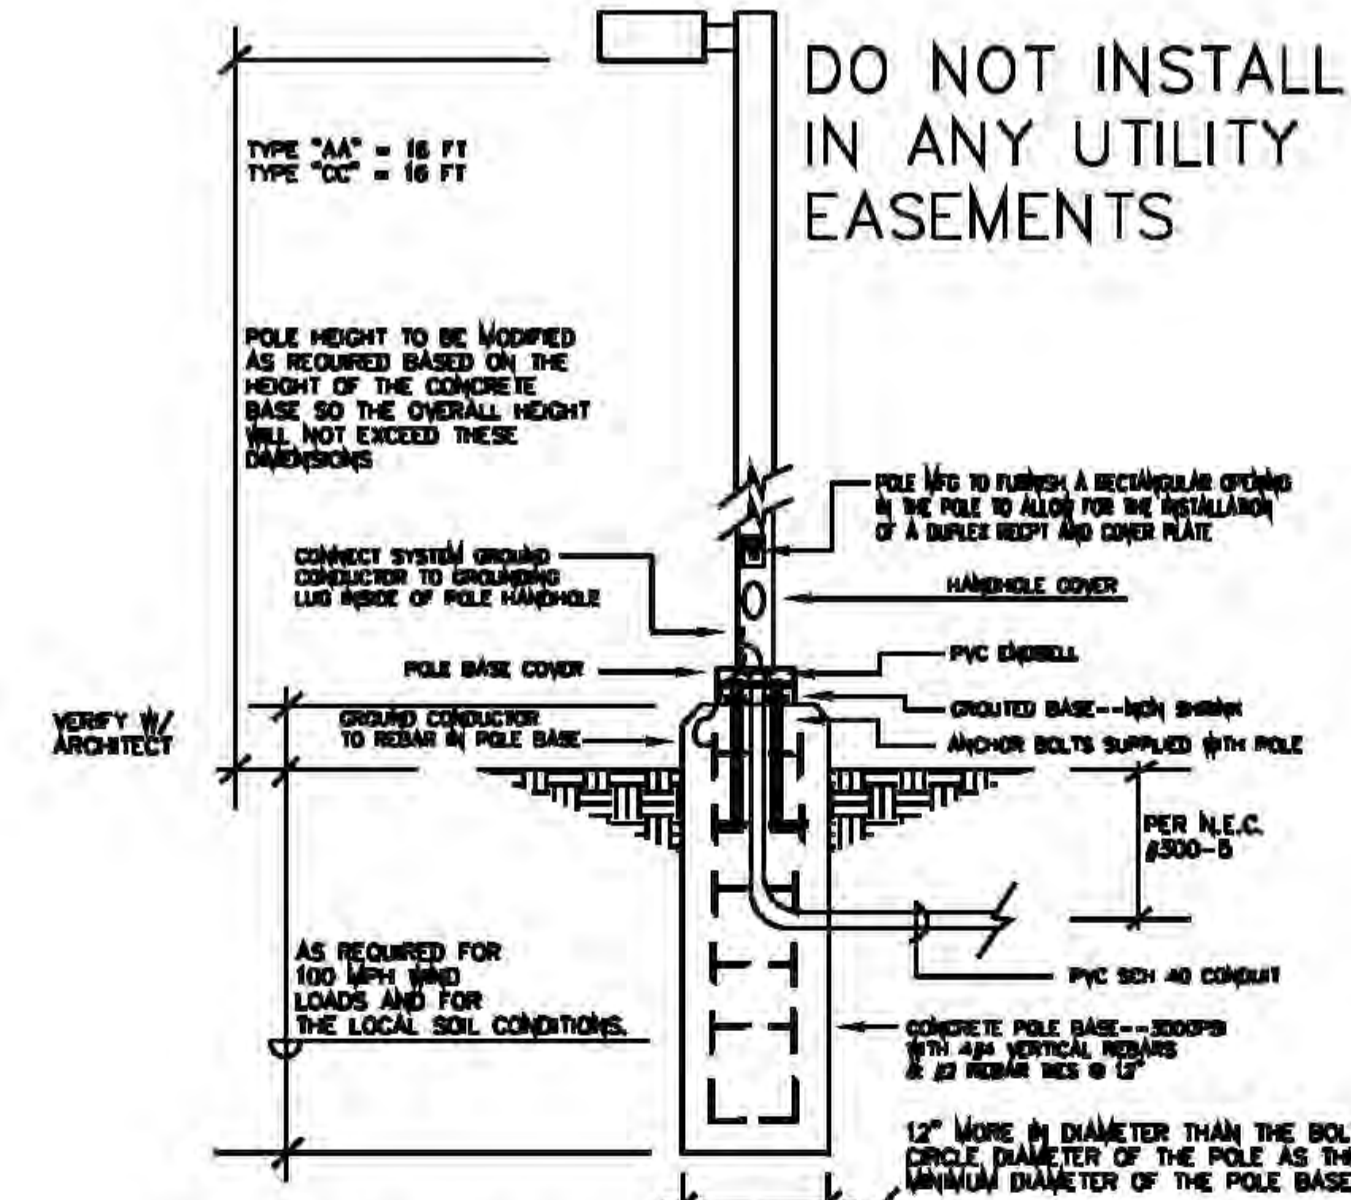 DO NOT INSTALL
IN ANY UTILITY
EASEMENTS
TYPE "AA" = 16 FT
TYPE "CC" = 16 FT
POLE HEIGHT TO BE MODIFIED
AS REQUIRED BASED ON THE
HEIGHT OF THE CONCRETE
BASE SO THE OVERALL HEIGHT
WILL NOT EXCEED THESE
DIMENSIONS
POLE MFG TO FURNISH A RECTANGULAR OPENING
IN THE POLE TO ALLOW FOR THE INSTALLATION
OF A DUPLEX RECPT AND COVER PLATE
CONNECT SYSTEM GROUND
CONDUCTOR TO GROUNDING
LUG INSIDE OF POLE HANDHOLE
HANDHOLE COVER
POLE BASE COVER
PVC ENDBELL
GROUTED BASE--NON SHRINK
VERIFY W/
ARCHITECT
GROUND CONDUCTOR
TO REBAR IN POLE BASE
ANCHOR BOLTS SUPPLIED WITH POLE
PER N.E.C.
#300-5
AS REQUIRED FOR
100 MPH WIND
LOADS AND FOR
THE LOCAL SOIL CONDITIONS.
PVC SCH 40 CONDUIT
CONCRETE POLE BASE--3000PSI
WITH VERTICAL REBARS
& #2 REBAR TIES @ 12"
12" MORE IN DIAMETER THAN THE BOL
CIRCLE DIAMETER OF THE POLE AS TH
MINIMUM DIAMETER OF THE POLE BASE